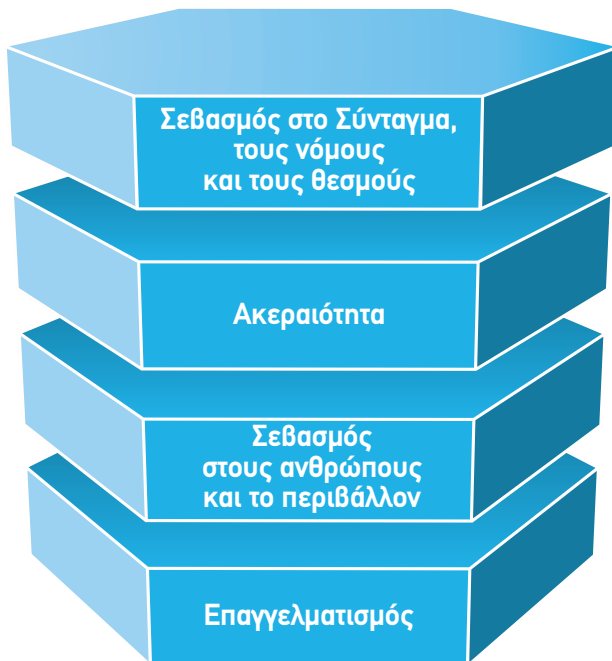 Σεβασμός στο Σύνταγμα,
τους νόμους
και τους θεσμούς
Ακεραιότητα
Σεβασμός
στους ανθρώπους
και το περιβάλλον
Επαγγελματισμός